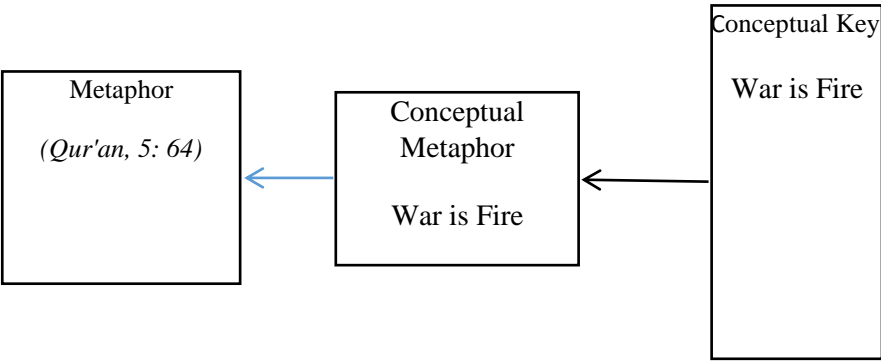 Metaphor
(Qur'an, 5: 64)
Conceptual
Metaphor
War is Fire
Conceptual Key
War is Fire